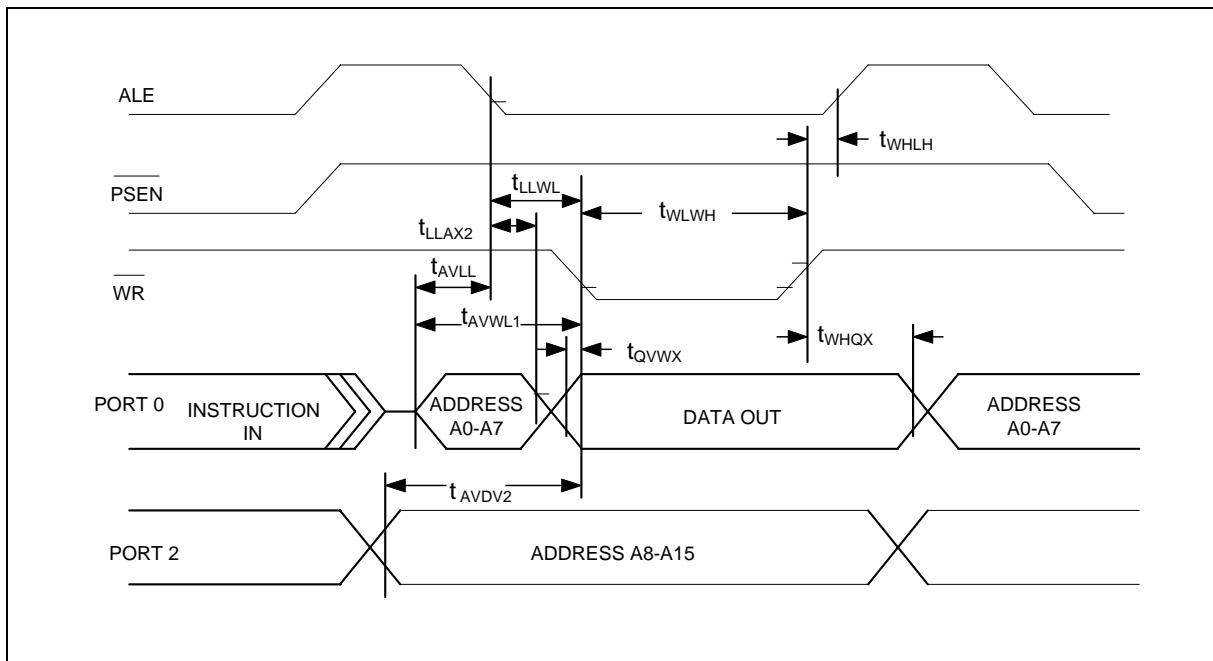 ALE
tWHLH
PSEN
tLLWL
tWLWH
tLLAX2
tAVLL
WR
tAVWL1
tWHQX
tQVWX
PORT 0
INSTRUCTION
IN
ADDRESS
A0-A7
DATA OUT
ADDRESS
A0-A7
tAVDV2
PORT 2
ADDRESS A8-A15